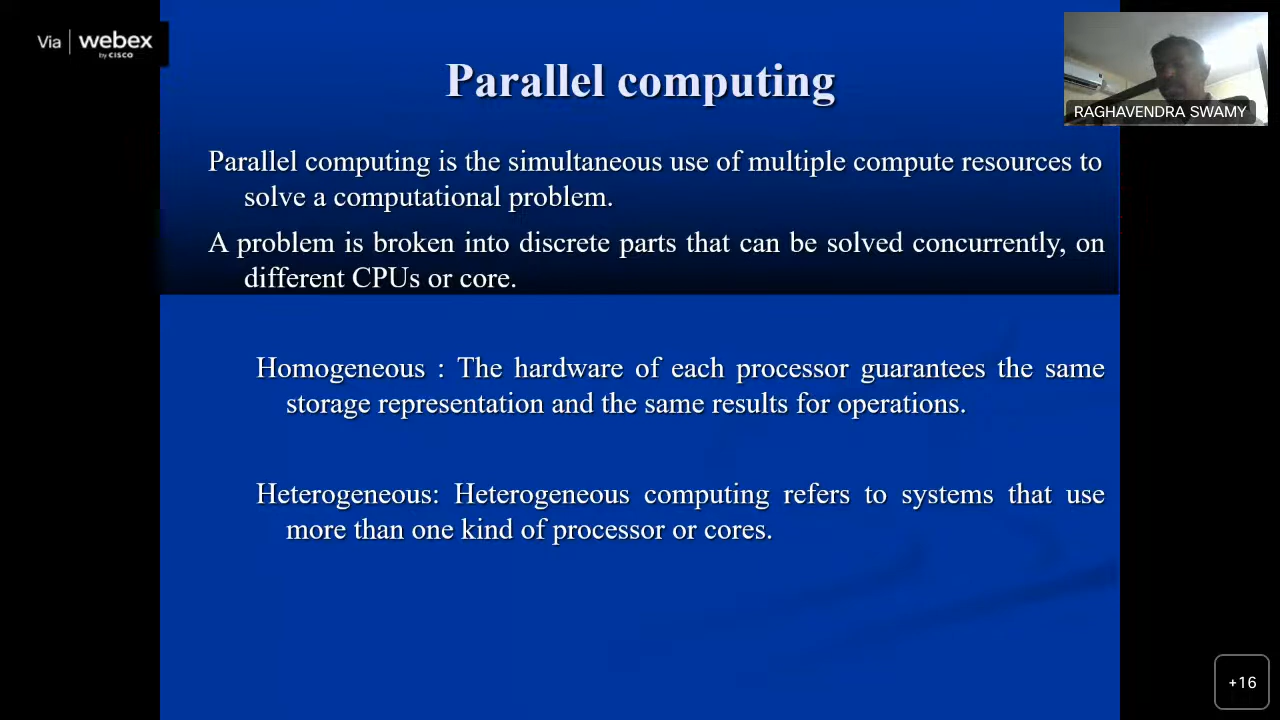 Via webex
by CISCO
Parallel computing
RAGHAVENDRA SWAMY
Parallel computing is the simultaneous use of multiple compute resources to
solve a computational problem.
A problem is broken into discrete parts that can be solved concurrently, on
different CPUs or core.
Homogeneous : The hardware of each processor guarantees the same
storage representation and the same results for operations.
Heterogeneous: Heterogeneous computing refers to systems that use
more than one kind of processor or cores.
+16